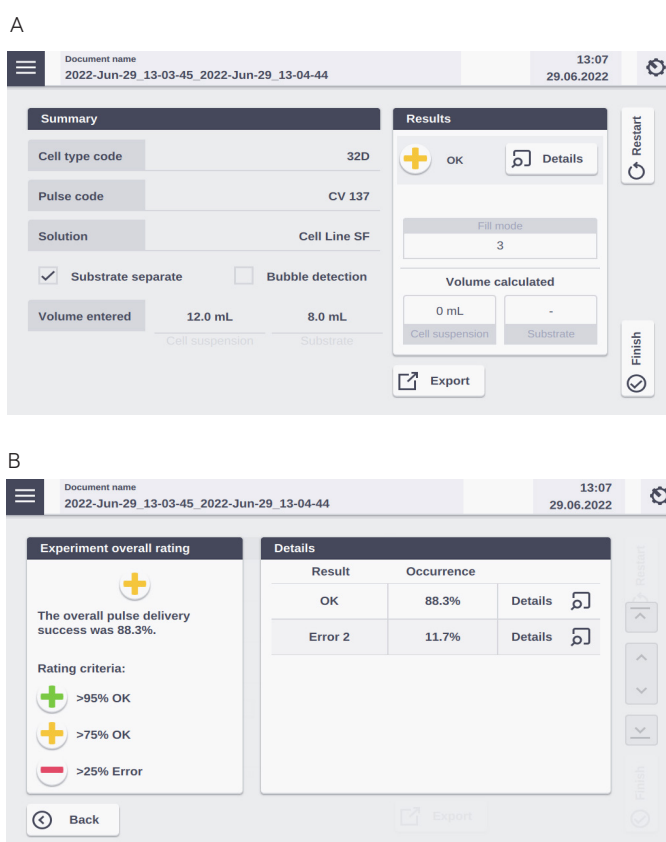 A
Document name
2022-Jun-29_13-03-45_2022-Jun-29_13-04-44
13:07
29.06.2022
Summary
Cell type code 32D
Pulse code CV 137
Solution Cell Line SF
Substrate separate Bubble detection
Volume entered 12.0 mL 8.0 mL
Cell suspension Substrate
Results
OK Details
Fill mode
3
Volume calculated
0 mL -
Cell suspension Substrate
Export
Restart
Finish
B
Document name
2022-Jun-29_13-03-45_2022-Jun-29_13-04-44
13:07
29.06.2022
Experiment overall rating
The overall pulse delivery
success was 88.3%.
Rating criteria:
>95% OK
>75% OK
>25% Error
Back
Details
Result Occurrence
OK 88.3% Details
Error 2 11.7% Details
Export
Restart
Finish